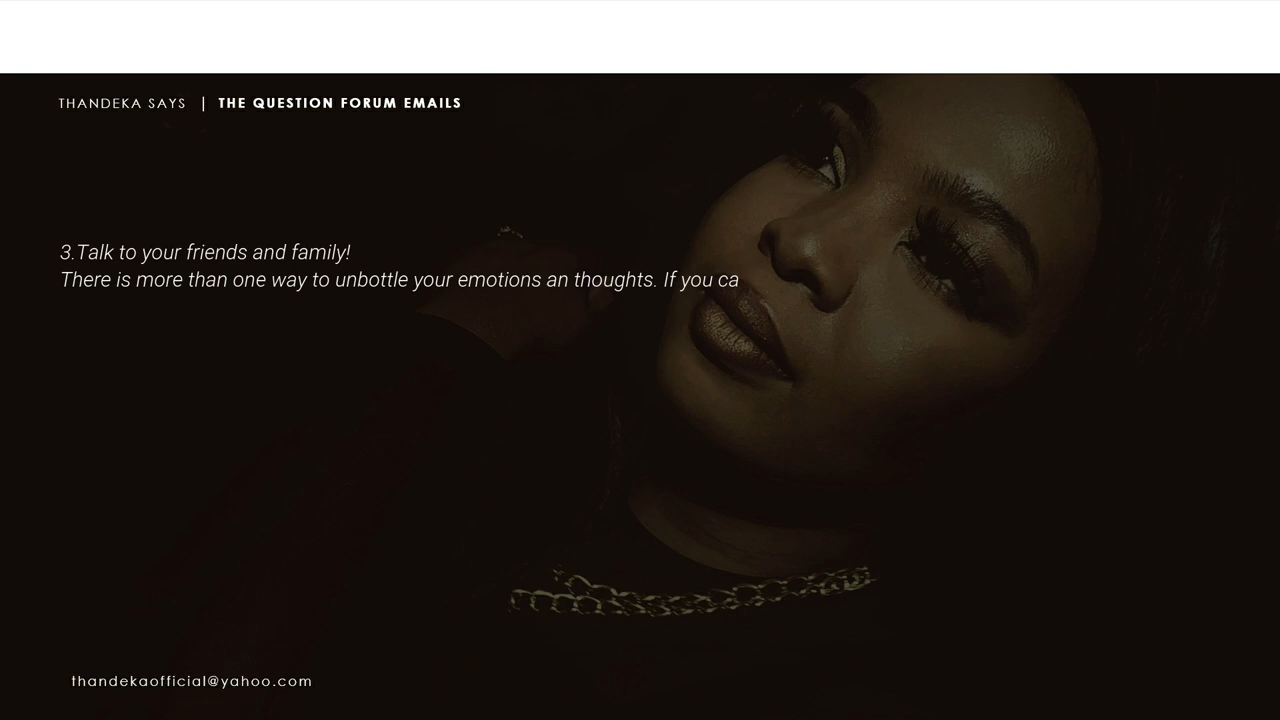 THANDEKA SAYS | THE QUESTION FORUM EMAILS
3.Talk to your friends and family!
There is more than one way to unbottle your emotions an thoughts. If you ca
thandekaofficial@yahoo.com